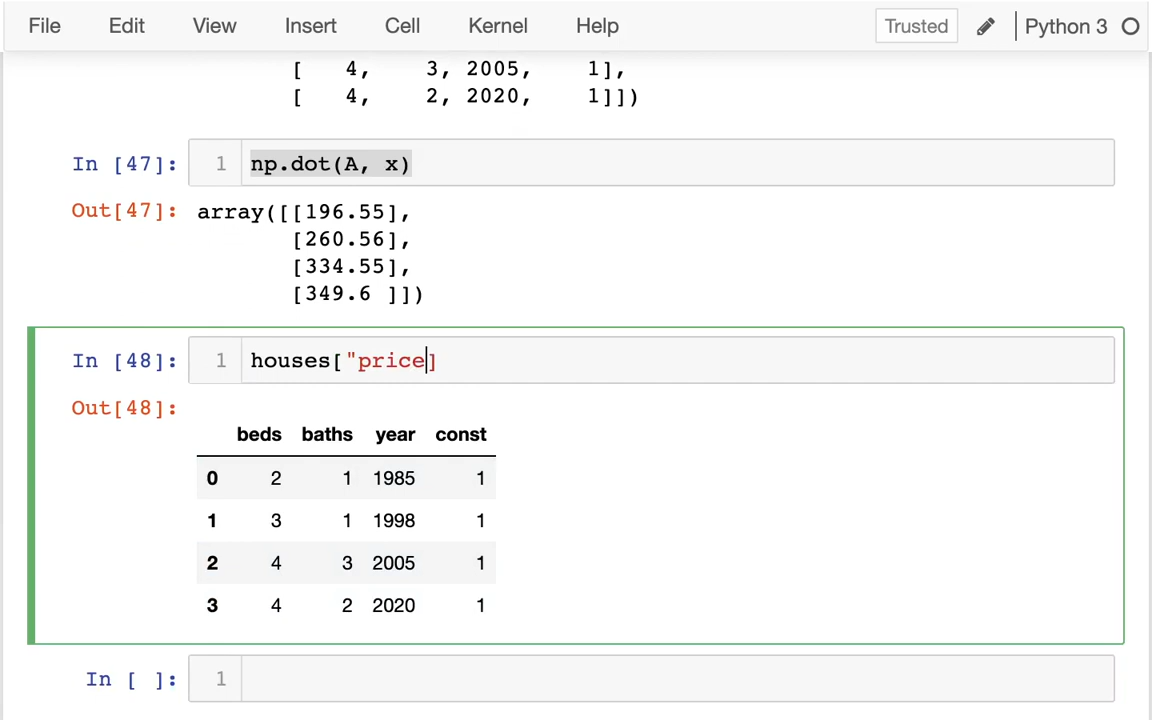 File Edit View Insert Cell Kernel Help Trusted Python 3
[ 4, 3, 2005, 1],
[ 4, 2, 2020, 1]])
In [47]: 1 np.dot(A, x)
Out[47]: array([[196.55],
[260.56],
[334.55],
[349.6 ]])
In [48]: 1 houses["price]
Out[48]:
beds baths year const
0 2 1 1985 1
1 3 1 1998 1
2 4 3 2005 1
3 4 2 2020 1
In [ ]: 1